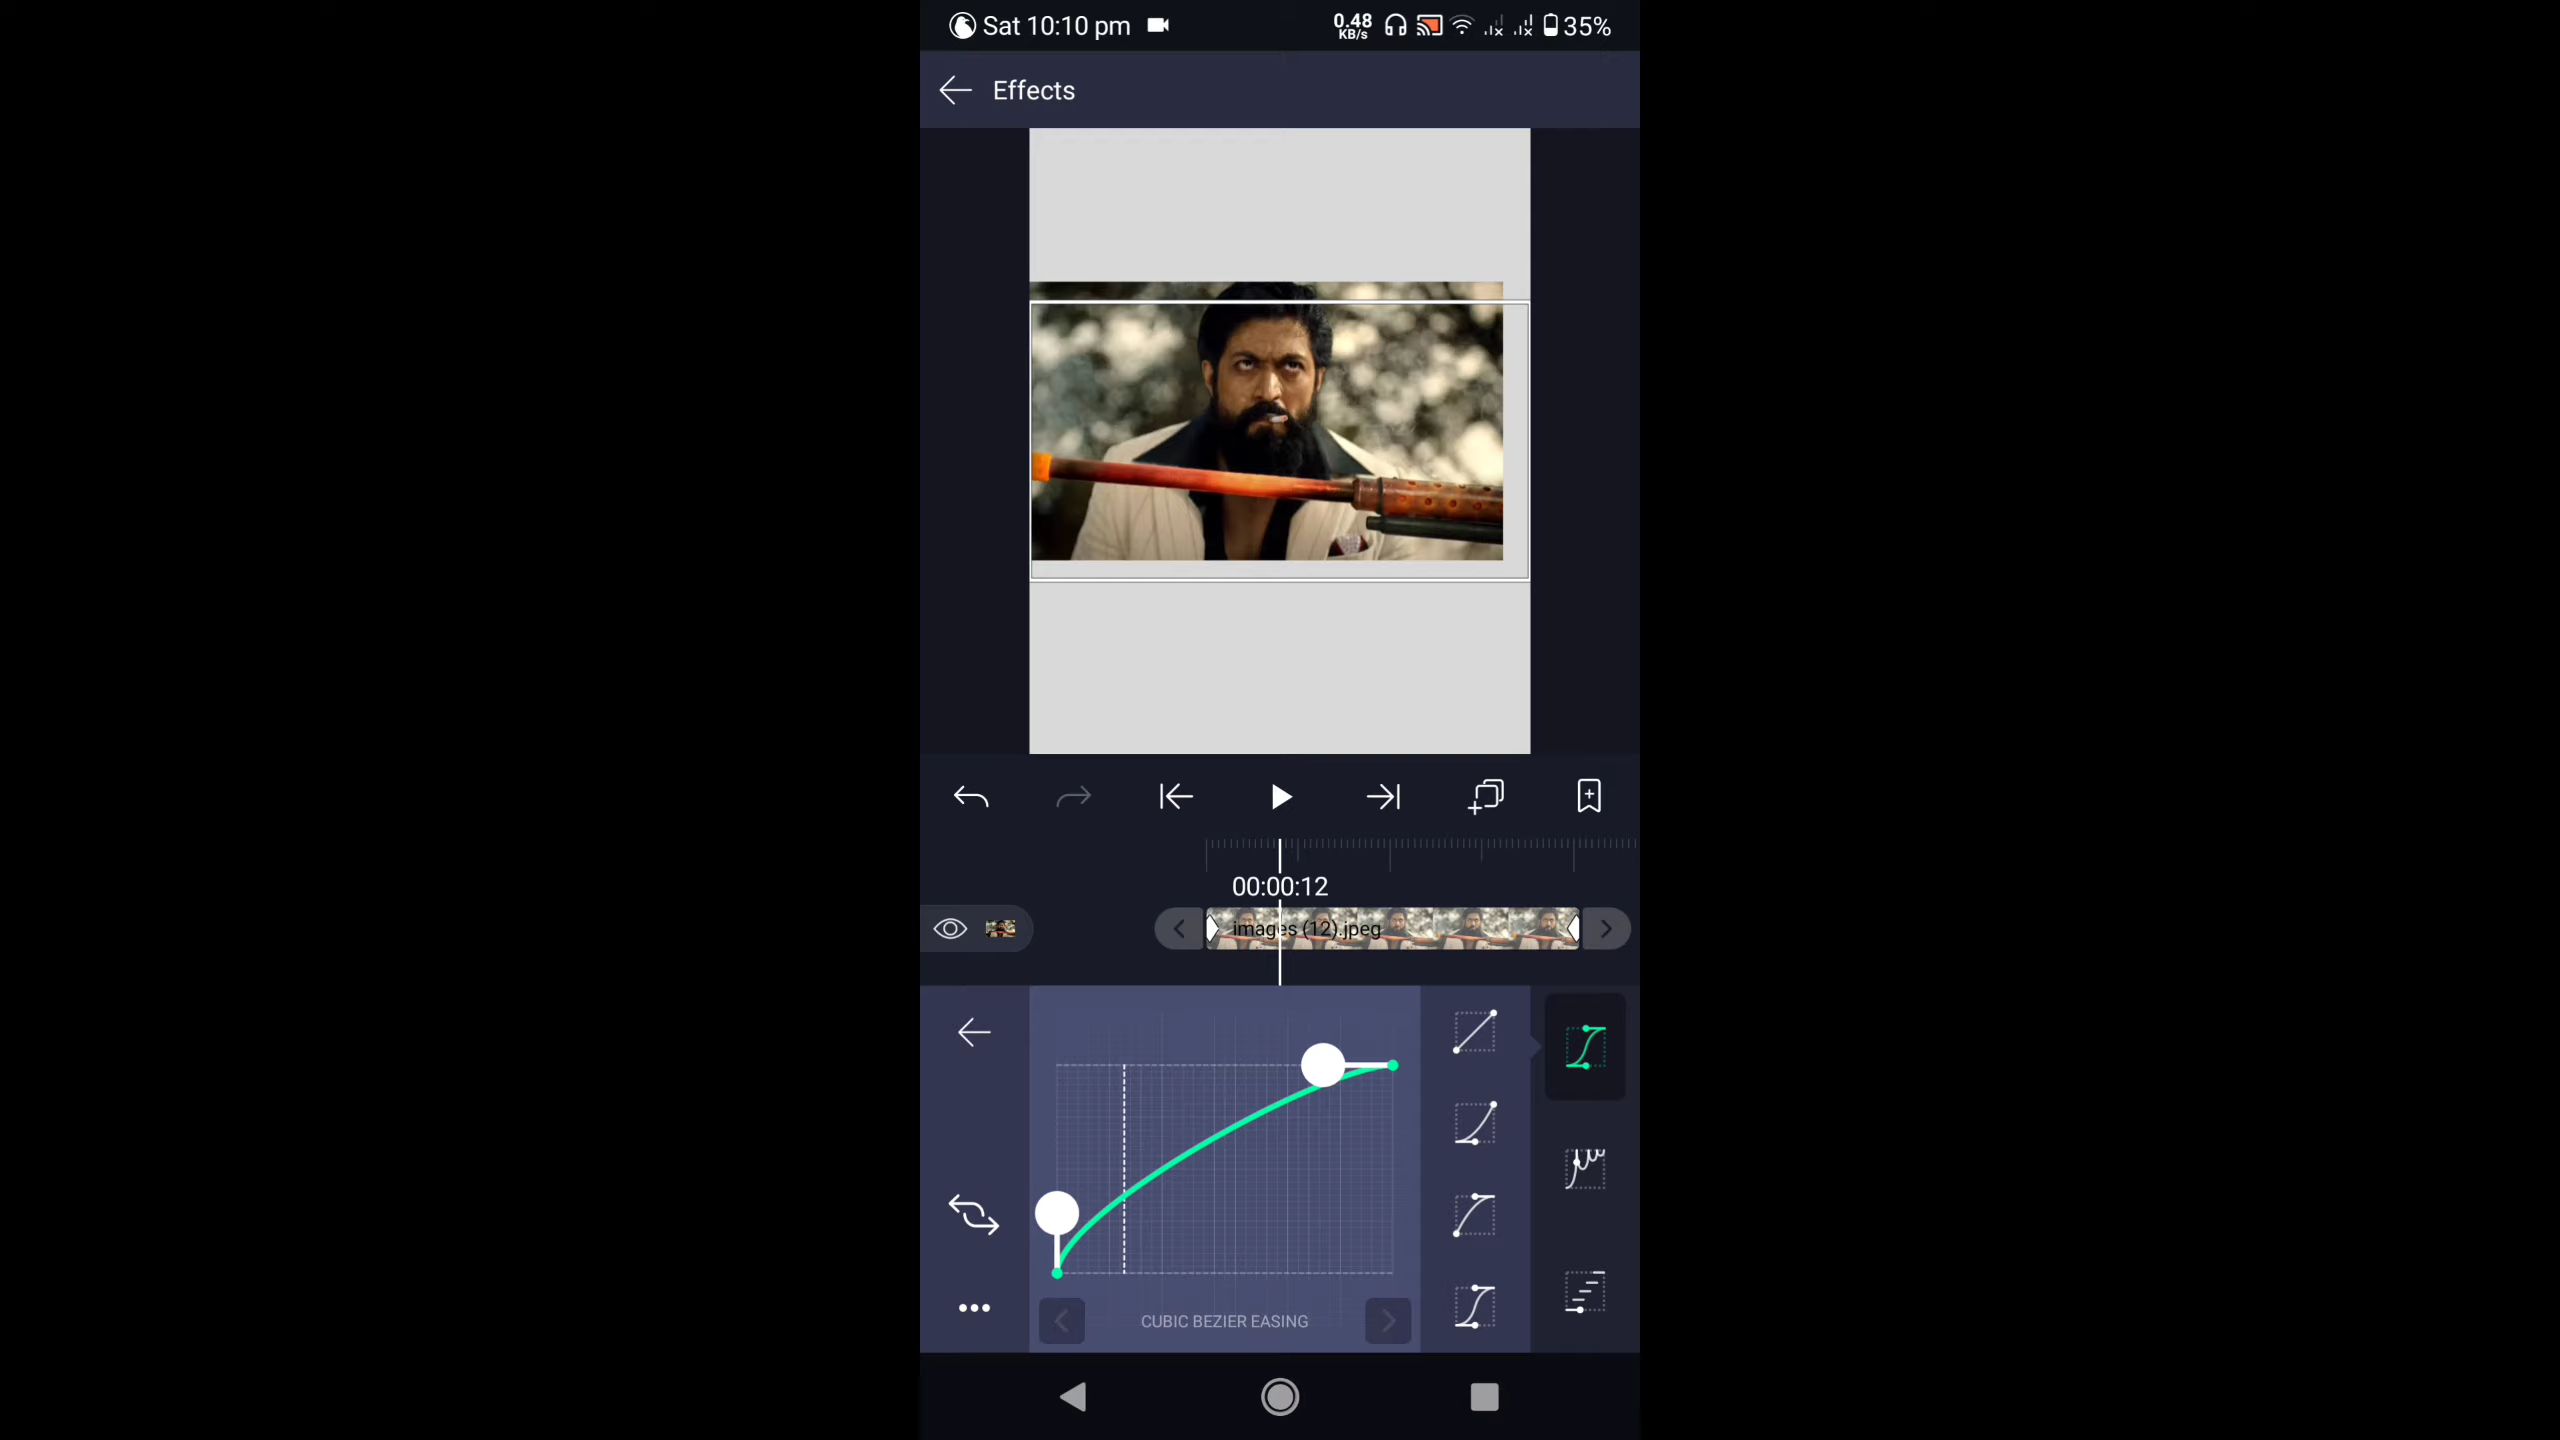 Sat 10:10 pm
0.48
KB/s
35%
Effects
00:00:12
images (12).jpeg
CUBIC BEZIER EASING